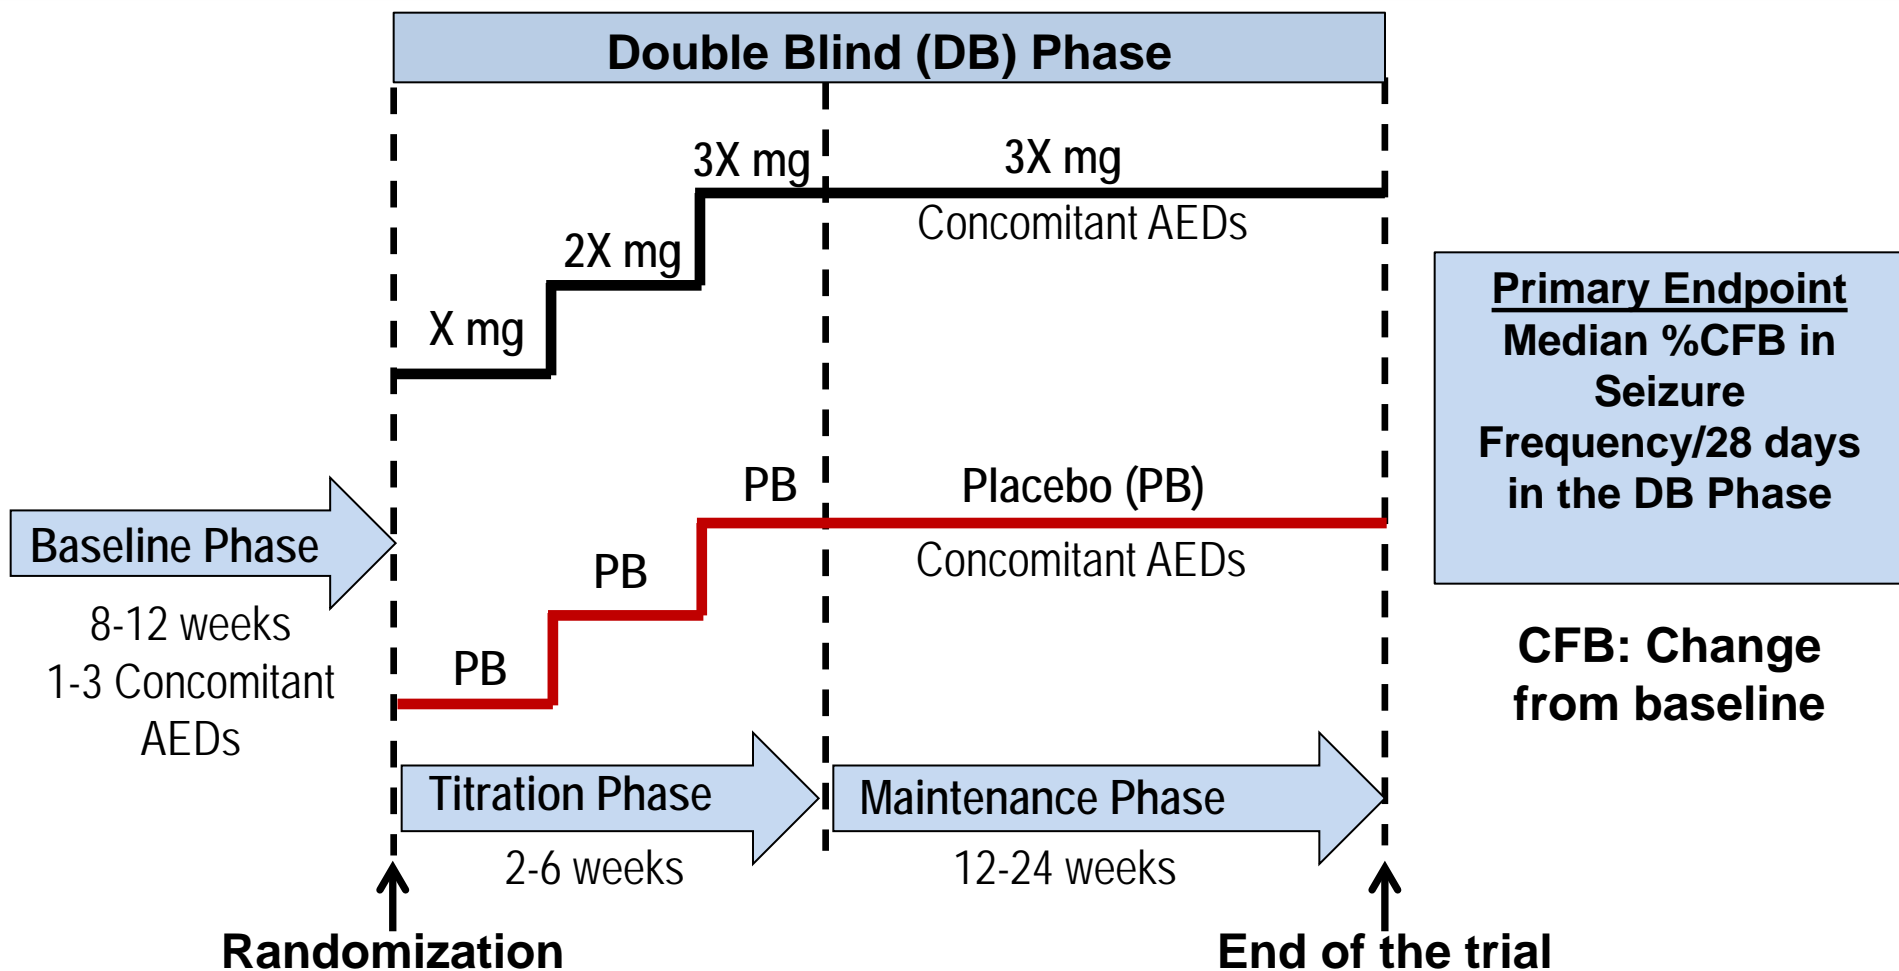 Double Blind (DB) Phase
3X mg
3X mg
Concomitant AEDs
2X mg
X mg
Primary Endpoint
Median %CFB in
Seizure
Frequency/28 days
in the DB Phase
PB
Placebo (PB)
Concomitant AEDs
Baseline Phase
PB
8-12 weeks
1-3 Concomitant
AEDs
PB
CFB: Change
from baseline
Titration Phase
Maintenance Phase
2-6 weeks
12-24 weeks
Randomization
End of the trial